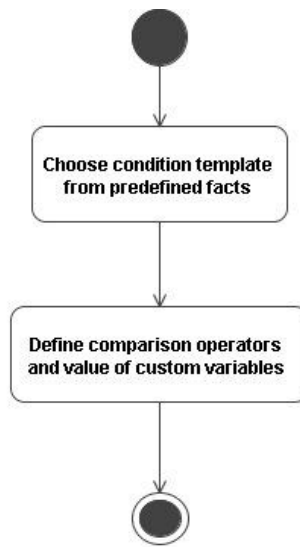 Choose condition template
from predefined facts
Define comparison operators
and value of custom variables